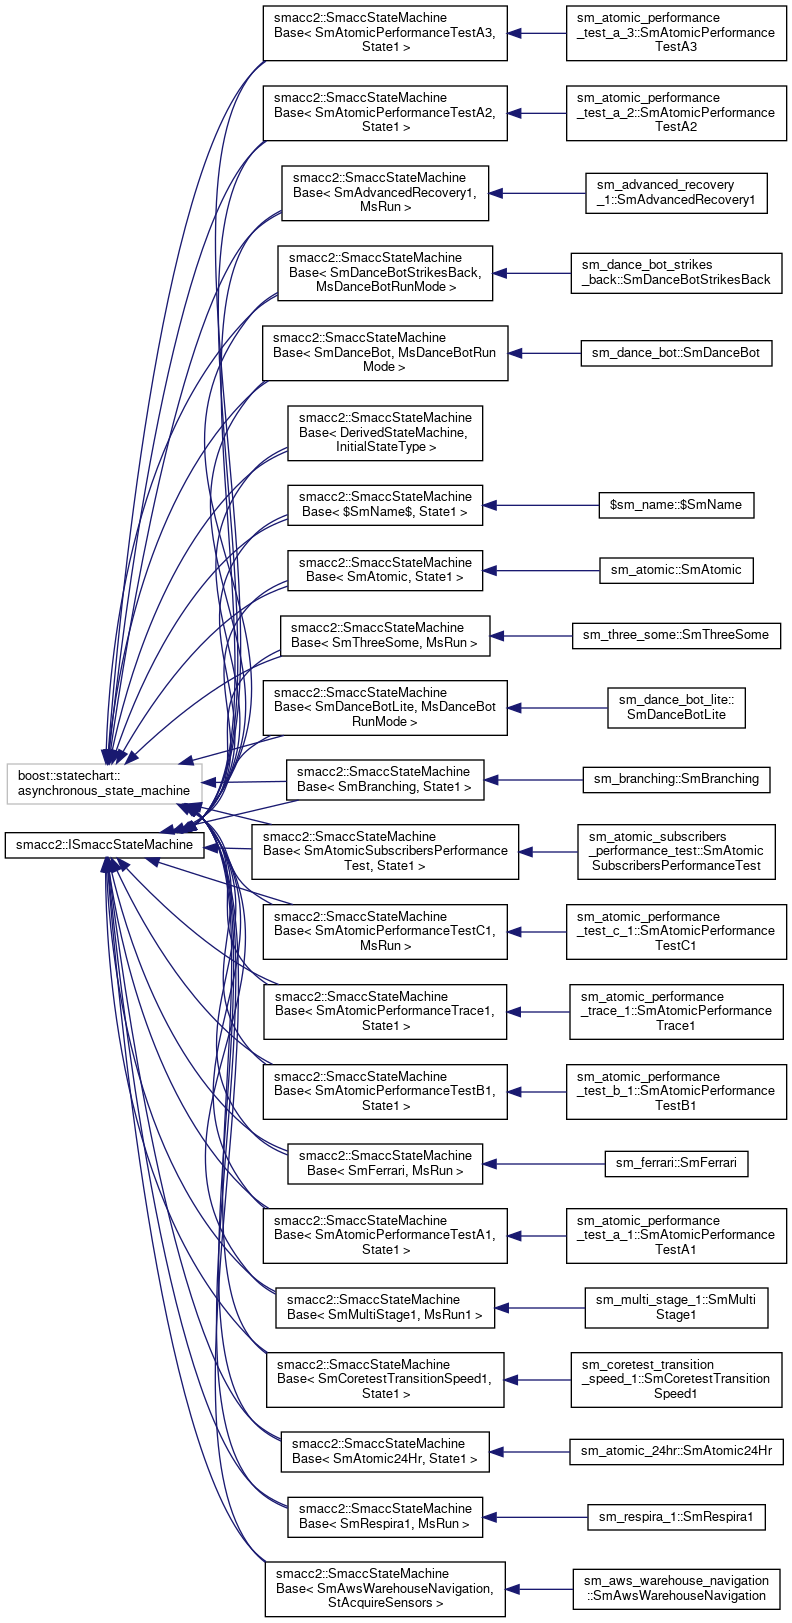 smacc2::SmaccStateMachine
Base< SmAtomicPerformanceTestA3,
State1 >
sm_atomic_performance
_test_a_3::SmAtomicPerformance
TestA3
smacc2::SmaccStateMachine
Base< SmAtomicPerformanceTestA2,
State1 >
sm_atomic_performance
_test_a_2::SmAtomicPerformance
TestA2
smacc2::SmaccStateMachine
Base< SmAdvancedRecovery1,
MsRun >
sm_advanced_recovery
_1::SmAdvancedRecovery1
smacc2::SmaccStateMachine
Base< SmDanceBotStrikesBack,
MsDanceBotRunMode >
sm_dance_bot_strikes
_back::SmDanceBotStrikesBack
smacc2::SmaccStateMachine
Base< SmDanceBot, MsDanceBotRun
Mode >
sm_dance_bot::SmDanceBot
smacc2::SmaccStateMachine
Base< DerivedStateMachine,
InitialStateType >
smacc2::SmaccStateMachine
Base< $SmName$, State1 >
$sm_name::$SmName
smacc2::SmaccStateMachine
Base< SmAtomic, State1 >
sm_atomic::SmAtomic
smacc2::SmaccStateMachine
Base< SmThreeSome, MsRun >
sm_three_some::SmThreeSome
smacc2::SmaccStateMachine
Base< SmDanceBotLite, MsDanceBot
RunMode >
sm_dance_bot_lite::
SmDanceBotLite
boost::statechart::
asynchronous_state_machine
smacc2::SmaccStateMachine
Base< SmBranching, State1 >
sm_branching::SmBranching
smacc2::ISmaccStateMachine
smacc2::SmaccStateMachine
Base< SmAtomicSubscribersPerformance
Test, State1 >
sm_atomic_subscribers
_performance_test::SmAtomic
SubscribersPerformanceTest
smacc2::SmaccStateMachine
Base< SmAtomicPerformanceTestC1,
MsRun >
sm_atomic_performance
_test_c_1::SmAtomicPerformance
TestC1
smacc2::SmaccStateMachine
Base< SmAtomicPerformanceTrace1,
State1 >
sm_atomic_performance
_trace_1::SmAtomicPerformance
Trace1
smacc2::SmaccStateMachine
Base< SmAtomicPerformanceTestB1,
State1 >
sm_atomic_performance
_test_b_1::SmAtomicPerformance
TestB1
smacc2::SmaccStateMachine
Base< SmFerrari, MsRun >
sm_ferrari::SmFerrari
smacc2::SmaccStateMachine
Base< SmAtomicPerformanceTestA1,
State1 >
sm_atomic_performance
_test_a_1::SmAtomicPerformance
TestA1
smacc2::SmaccStateMachine
Base< SmMultiStage1, MsRun1 >
sm_multi_stage_1::SmMulti
Stage1
smacc2::SmaccStateMachine
Base< SmCoretestTransitionSpeed1,
State1 >
sm_coretest_transition
_speed_1::SmCoretestTransition
Speed1
smacc2::SmaccStateMachine
Base< SmAtomic24Hr, State1 >
sm_atomic_24hr::SmAtomic24Hr
smacc2::SmaccStateMachine
Base< SmRespira1, MsRun >
sm_respira_1::SmRespira1
smacc2::SmaccStateMachine
Base< SmAwsWarehouseNavigation,
StAcquireSensors >
sm_aws_warehouse_navigation
::SmAwsWarehouseNavigation